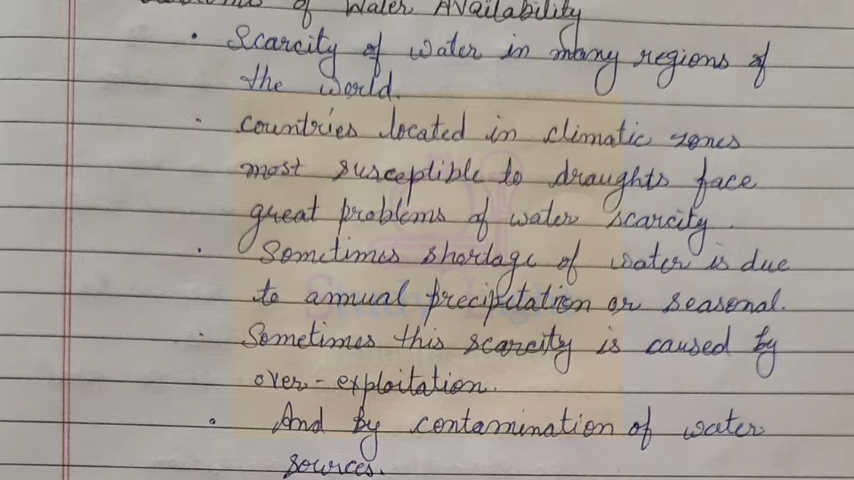 of Water Availability
• Scarcity of water in many regions of
the world.
• countries located in climatic zones
most susceptible to draughts face
great problems of water scarcity.
• Sometimes shortage of water is due
to annual precipitation or seasonal.
• Sometimes this scarcity is caused by
over-exploitation.
• And by contamination of water
sources.
Study